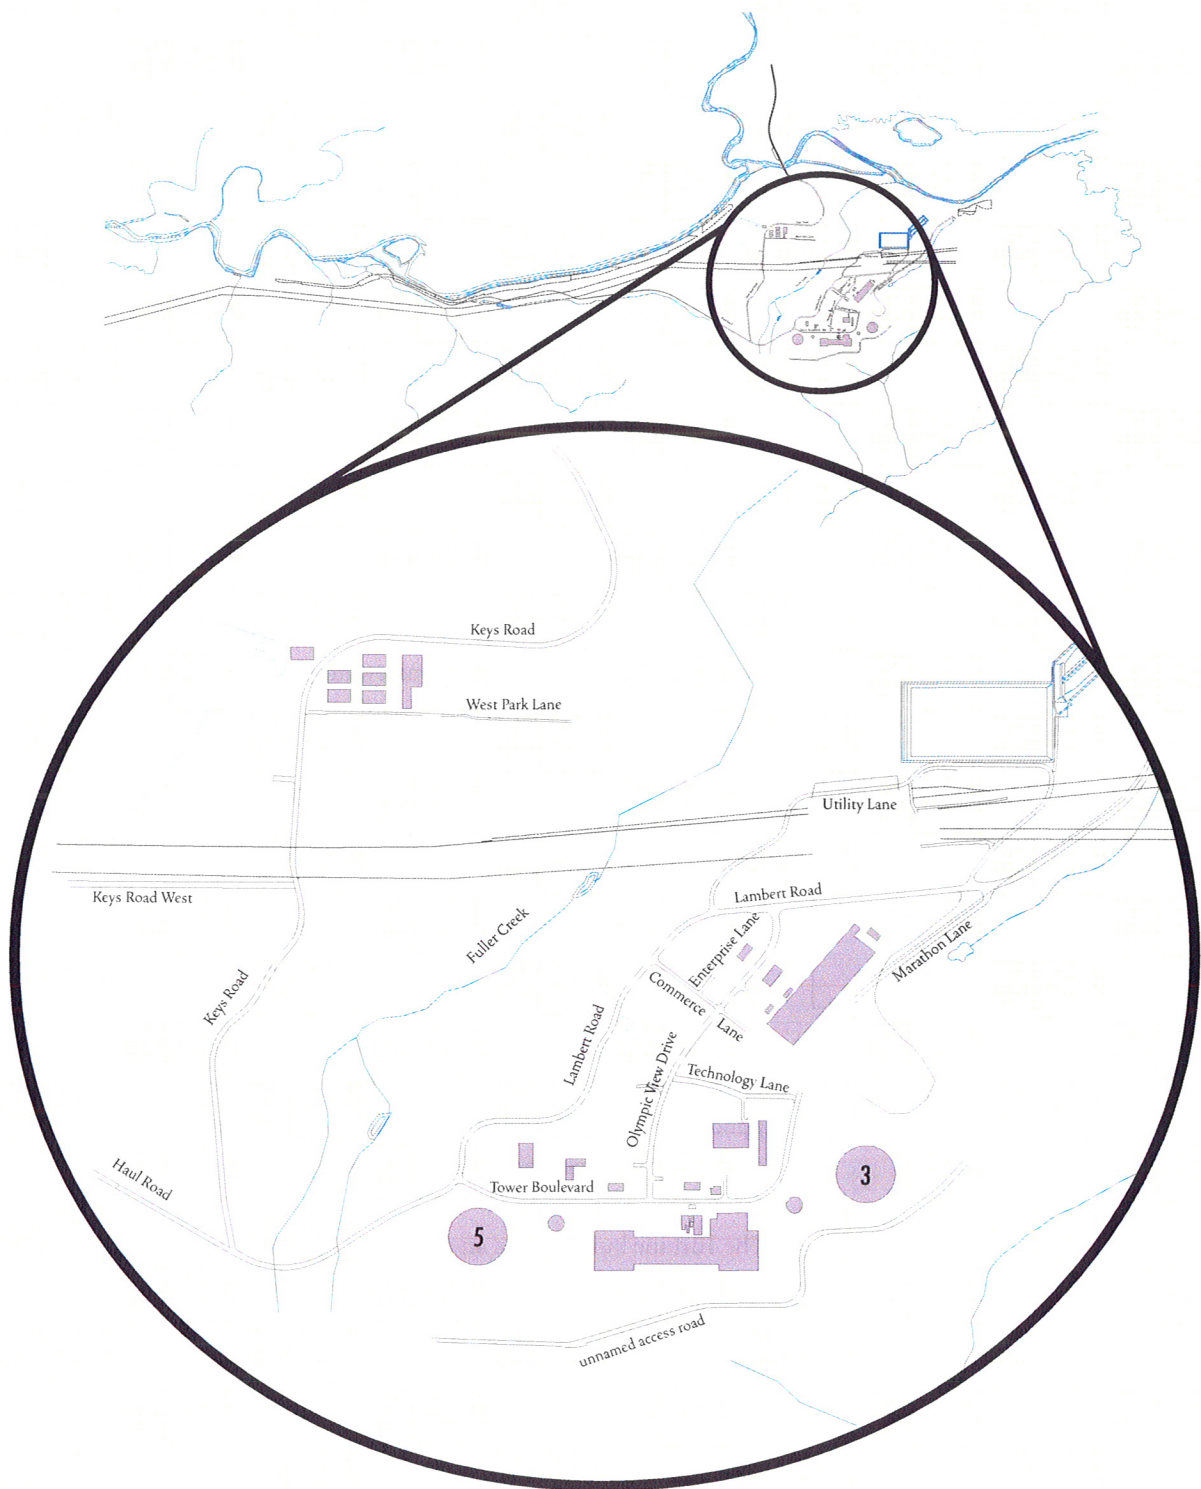 Keys Road
West Park Lane
Utility Lane
Keys Road West
Lambert Road
Fuller Creek
Enterprise Lane
Marathon Lane
Keys Road
Commerce
Lane
Lambert Road
Olympic View Drive
Technology Lane
Haul Road
Tower Boulevard
3
5
unnamed access road